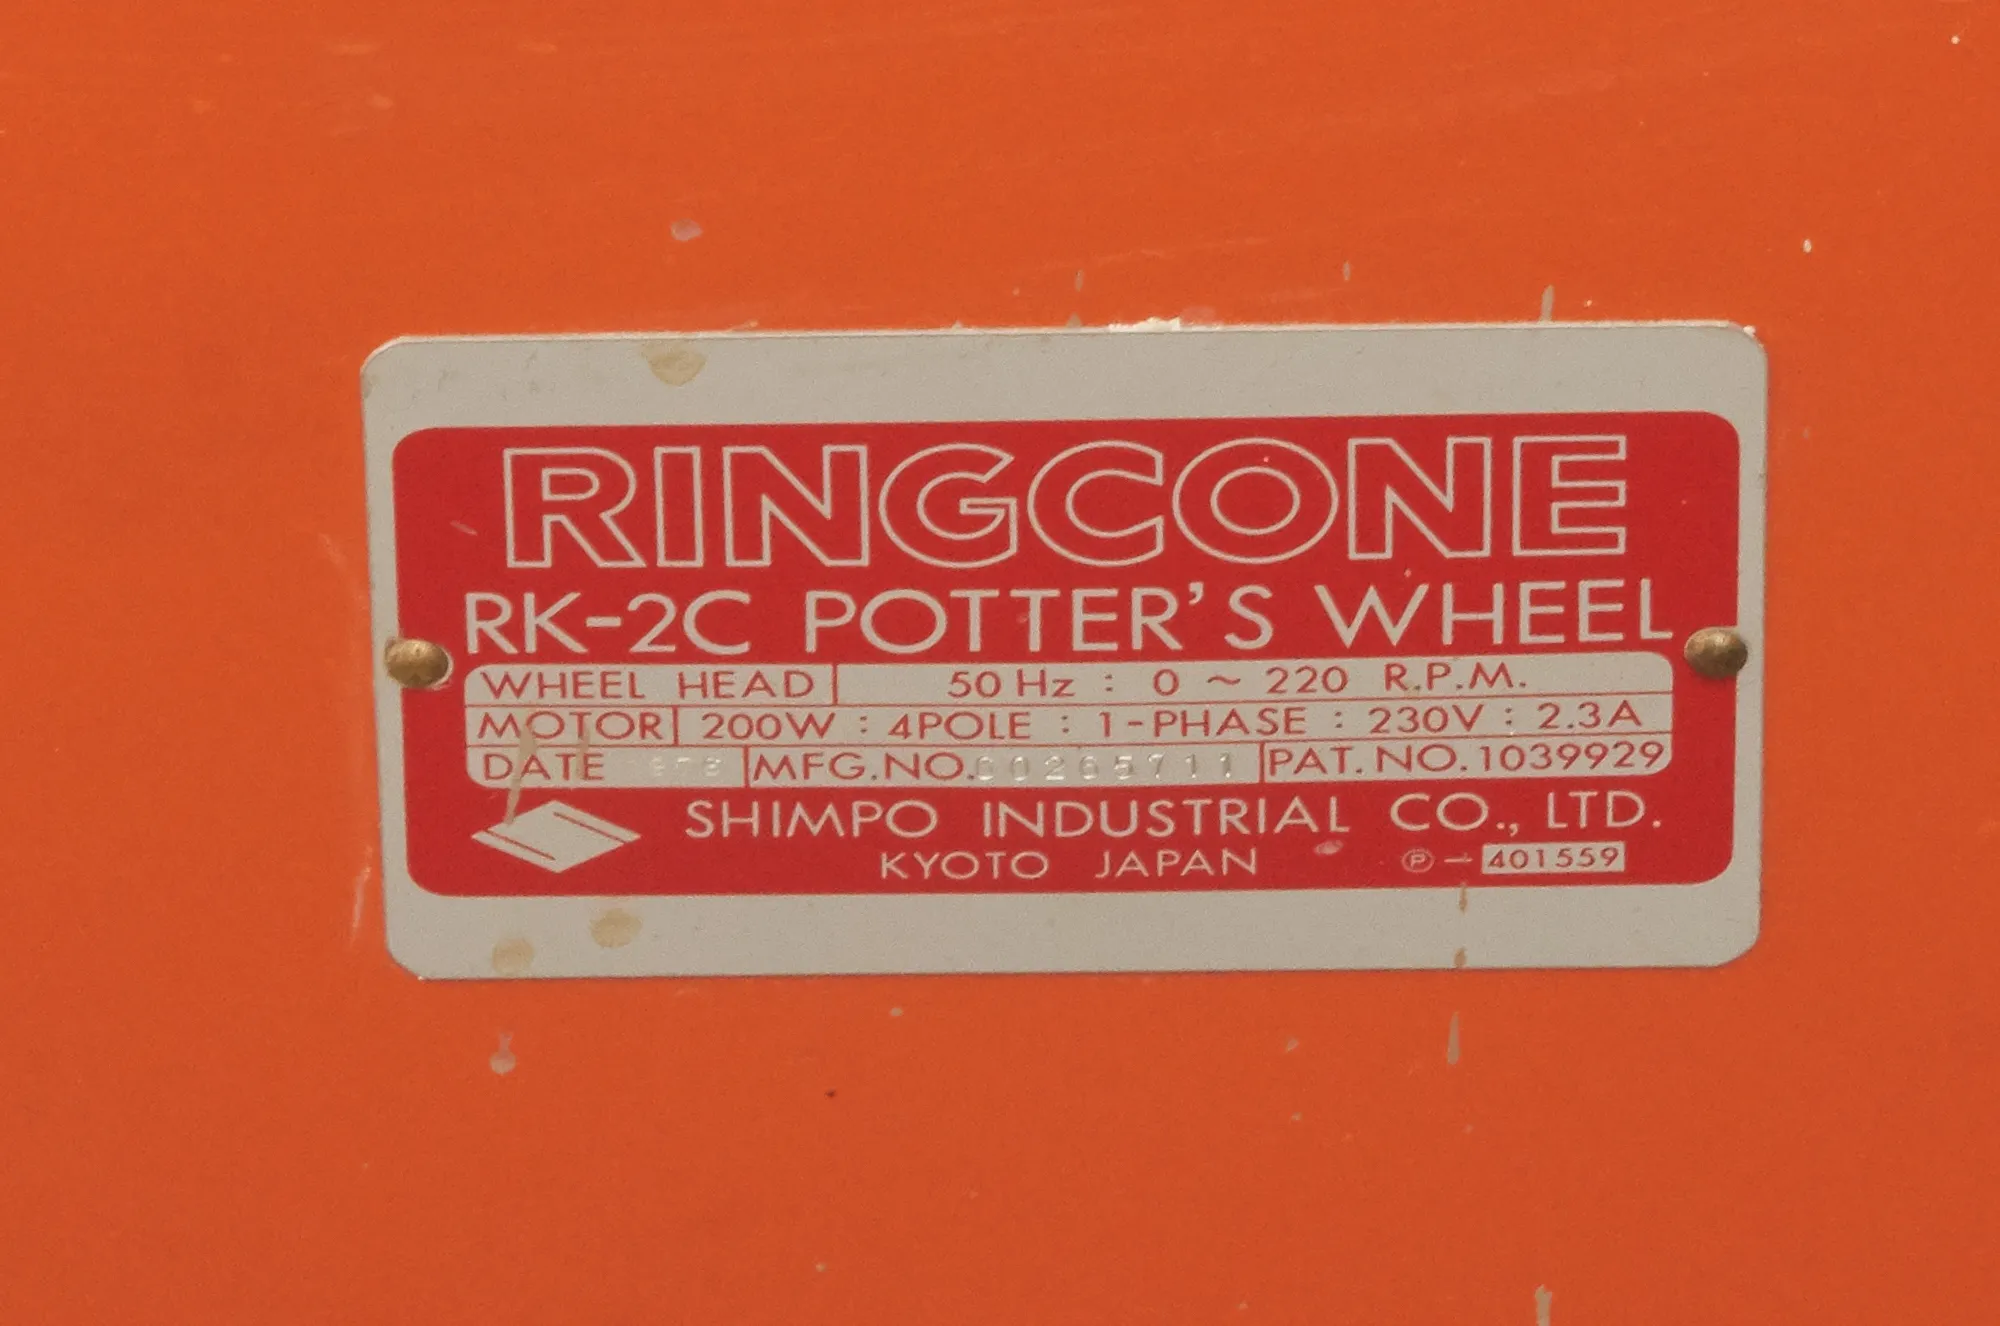 RINGCONE
RK-2C POTTER'S WHEEL
WHEEL HEAD 50 Hz : 0 ~ 220 R.P.M.
MOTOR 200W : 4POLE : 1-PHASE : 230V : 2.3A
DATE MFG.NO. PAT.NO.1039929
SHIMPO INDUSTRIAL CO., LTD.
KYOTO JAPAN Ⓟ - 401559